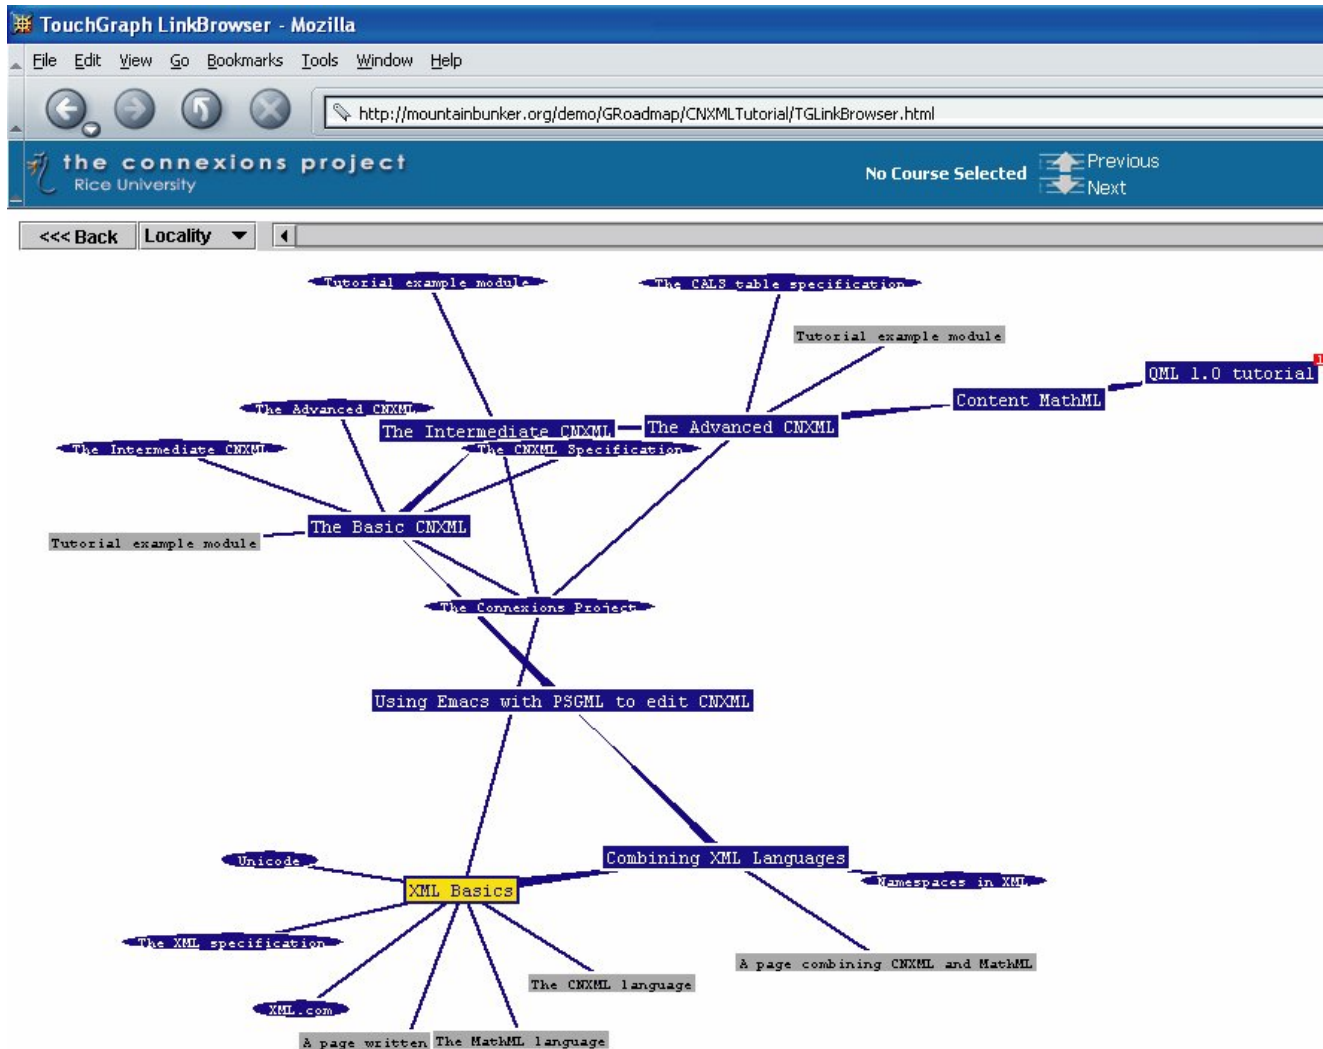 TouchGraph LinkBrowser - Mozilla
File Edit View Go Bookmarks Tools Window Help
http://mountainbunker.org/demo/GRoadmap/CNXMLTutorial/TGLinkBrowser.html
the connexions project
Rice University
No Course Selected
Previous
Next
<<< Back
Locality
Tutorial example module
The CALS table specification
Tutorial example module
1
QML 1.0 tutorial
Content MathML
The Advanced CNXML
The Intermediate CNXML
The Advanced CNXML
The Intermediate CNXML
The CNXML Specification
The Basic CNXML
Tutorial example module
The Connexions Project
Using Emacs with PSGML to edit CNXML
Unicode
Combining XML Languages
XML Basics
Namespaces in XML
The XML specification
A page combining CNXML and MathML
The CNXML language
XML.com
A page written
The MathML language